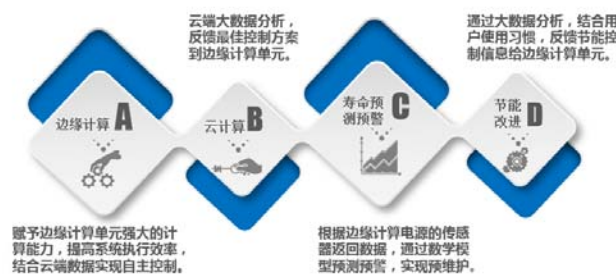 云端大数据分析，
反馈最佳控制方案
到边缘计算单元。
通过大数据分析，结合用
户使用习惯，反馈节能控
制信息给边缘计算单元。
边缘计算 A
云计算 B
寿命预
测预警 C
节能
改进 D
赋予边缘计算单元强大的计
算能力，提高系统执行效率，
结合云端数据实现自主控制。
根据边缘计算电源的传感
器返回数据，通过数学模
型预测预警，实现预维护。